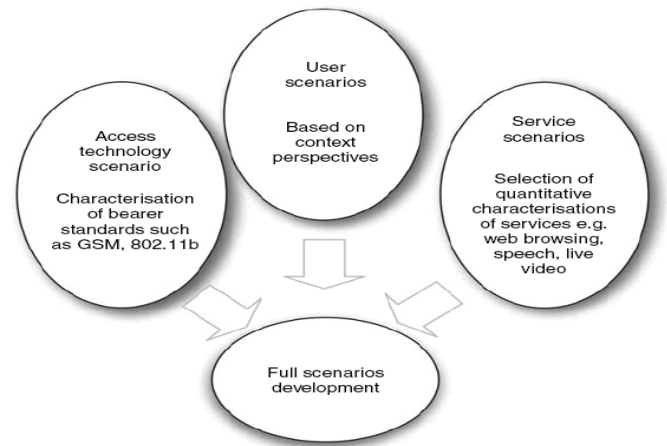 Access
technology
scenario
Characterisation
of bearer
standards such
as GSM, 802.11b
User
scenarios
Based on
context
perspectives
Service
scenarios
Selection of
quantitative
characterisations
of services e.g.
web browsing,
speech, live
video
Full scenarios
development